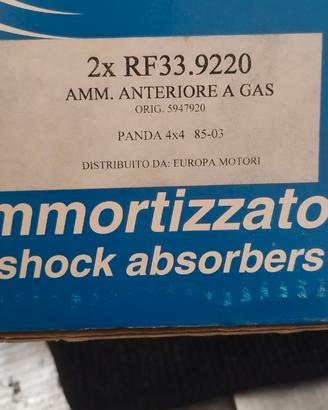 2x RF33.9220
AMM. ANTERIORE A GAS
ORIG. 5947920
PANDA 4x4 85-03
DISTRIBUITO DA: EUROPA MOTORI
mmortizzato
shock absorbers